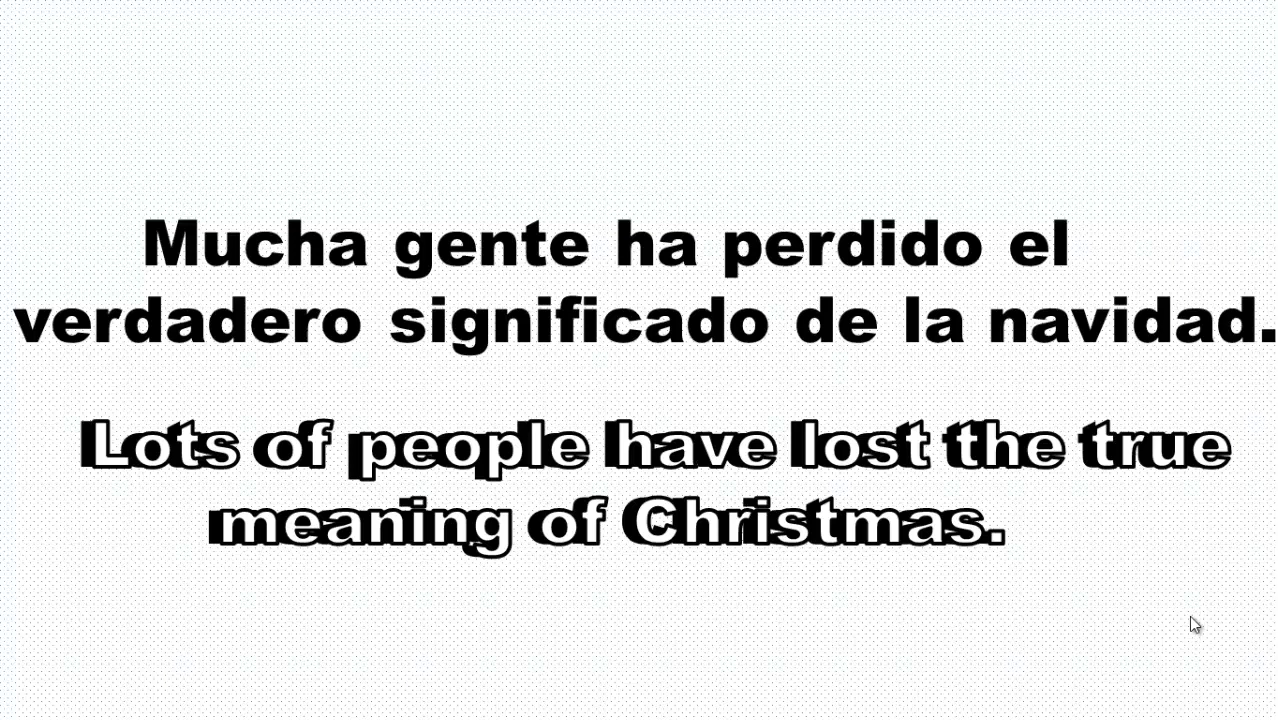 Mucha gente ha perdido el
verdadero significado de la navidad.
Lots of people have lost the true
meaning of Christmas.